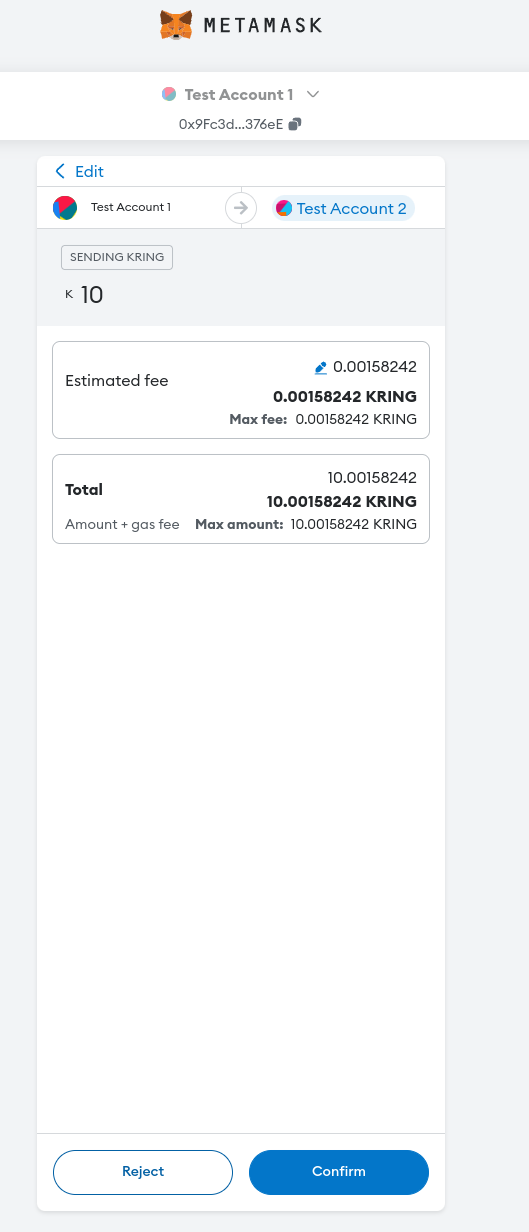 METAMASK
Test Account 1
0x9Fc3d...376eE
Edit
Test Account 1
Test Account 2
SENDING KRING
K 10
0.00158242
Estimated fee
0.00158242 KRING
Max fee: 0.00158242 KRING
10.00158242
Total
10.00158242 KRING
Amount + gas fee Max amount: 10.00158242 KRING
Reject
Confirm